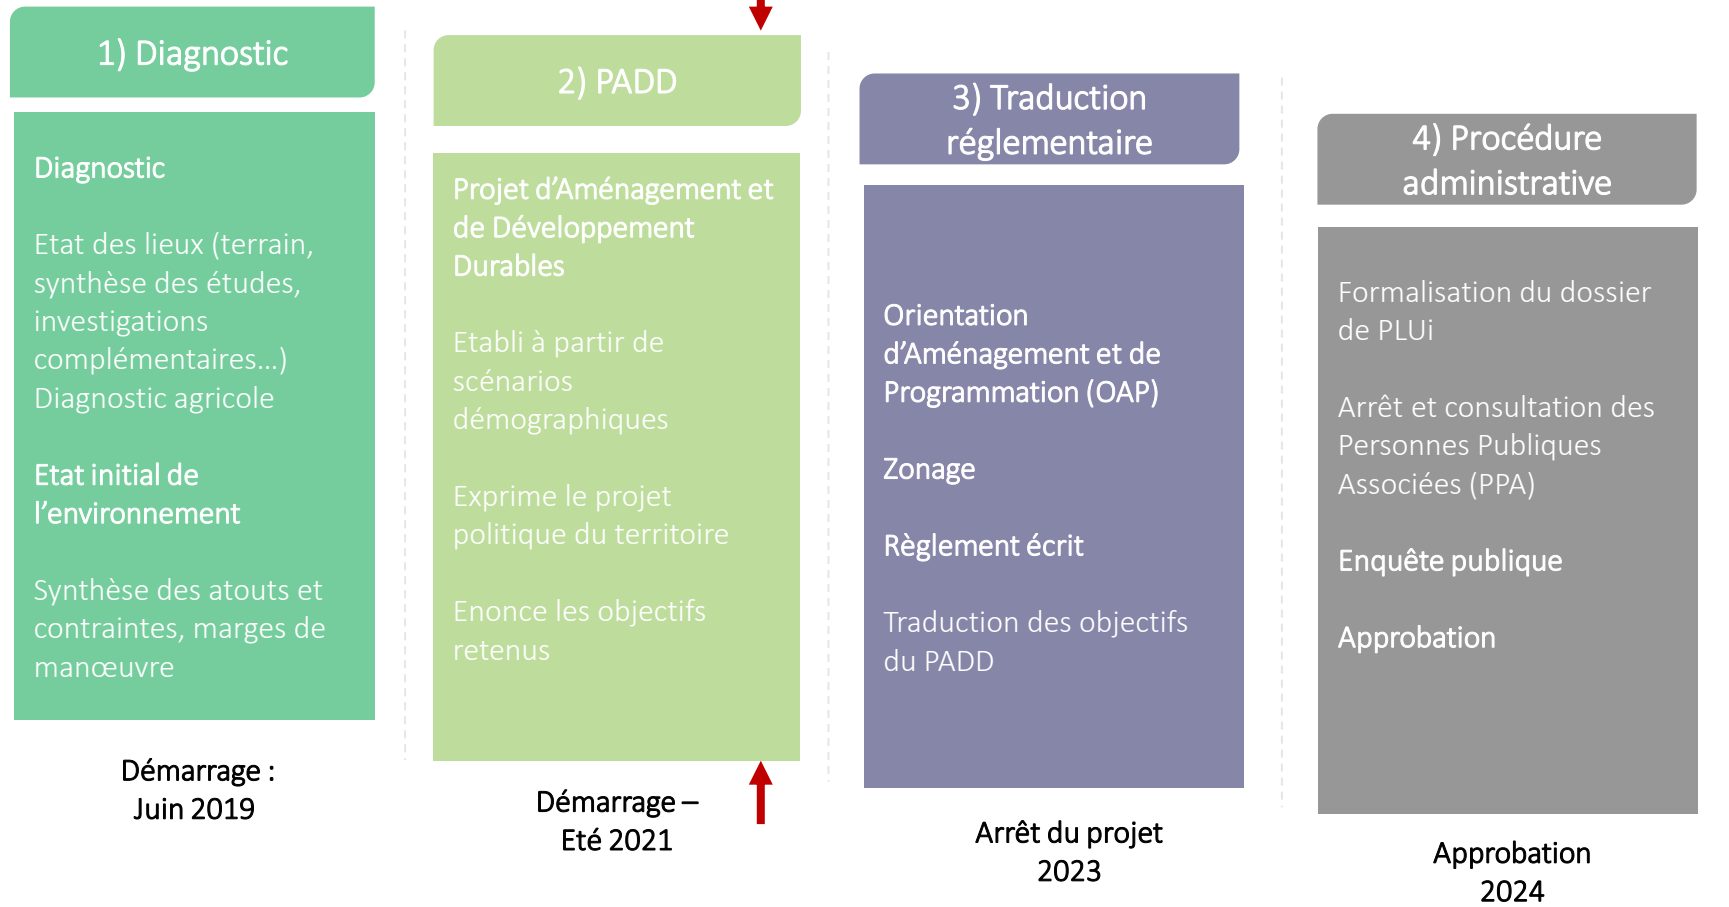 1) Diagnostic
Diagnostic
Etat des lieux (terrain,
synthèse des études,
investigations
complémentaires…)
Diagnostic agricole
Etat initial de
l’environnement
Synthèse des atouts et
contraintes, marges de
manœuvre
Démarrage :
Juin 2019
2) PADD
Projet d’Aménagement et
de Développement
Durables
Etabli à partir de
scénarios
démographiques
Exprime le projet
politique du territoire
Enonce les objectifs
retenus
Démarrage –
Eté 2021
3) Traduction
réglementaire
Orientation
d’Aménagement et de
Programmation (OAP)
Zonage
Règlement écrit
Traduction des objectifs
du PADD
Arrêt du projet
2023
4) Procédure
administrative
Formalisation du dossier
de PLUi
Arrêt et consultation des
Personnes Publiques
Associées (PPA)
Enquête publique
Approbation
Approbation
2024